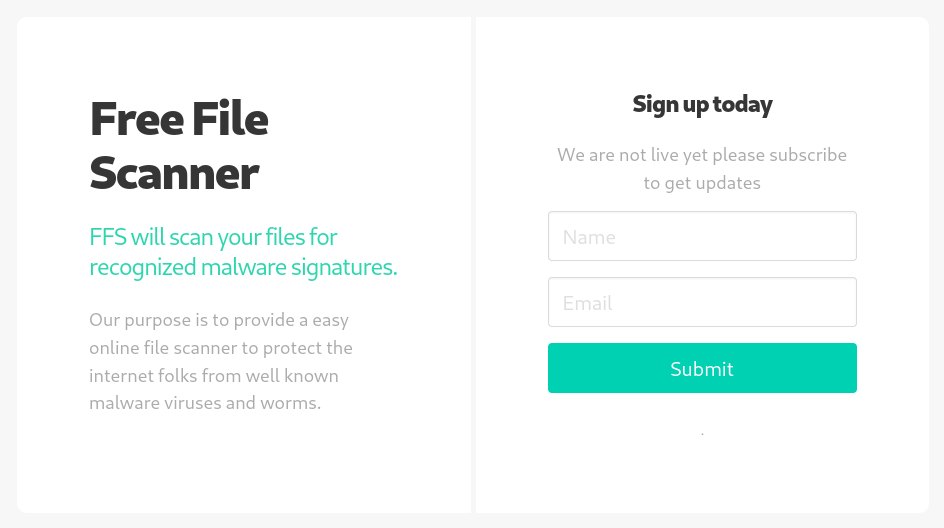 Free File
Scanner
FFS will scan your files for
recognized malware signatures.
Our purpose is to provide a easy
online file scanner to protect the
internet folks from well known
malware viruses and worms.
Sign up today
We are not live yet please subscribe
to get updates
Name
Email
Submit
.